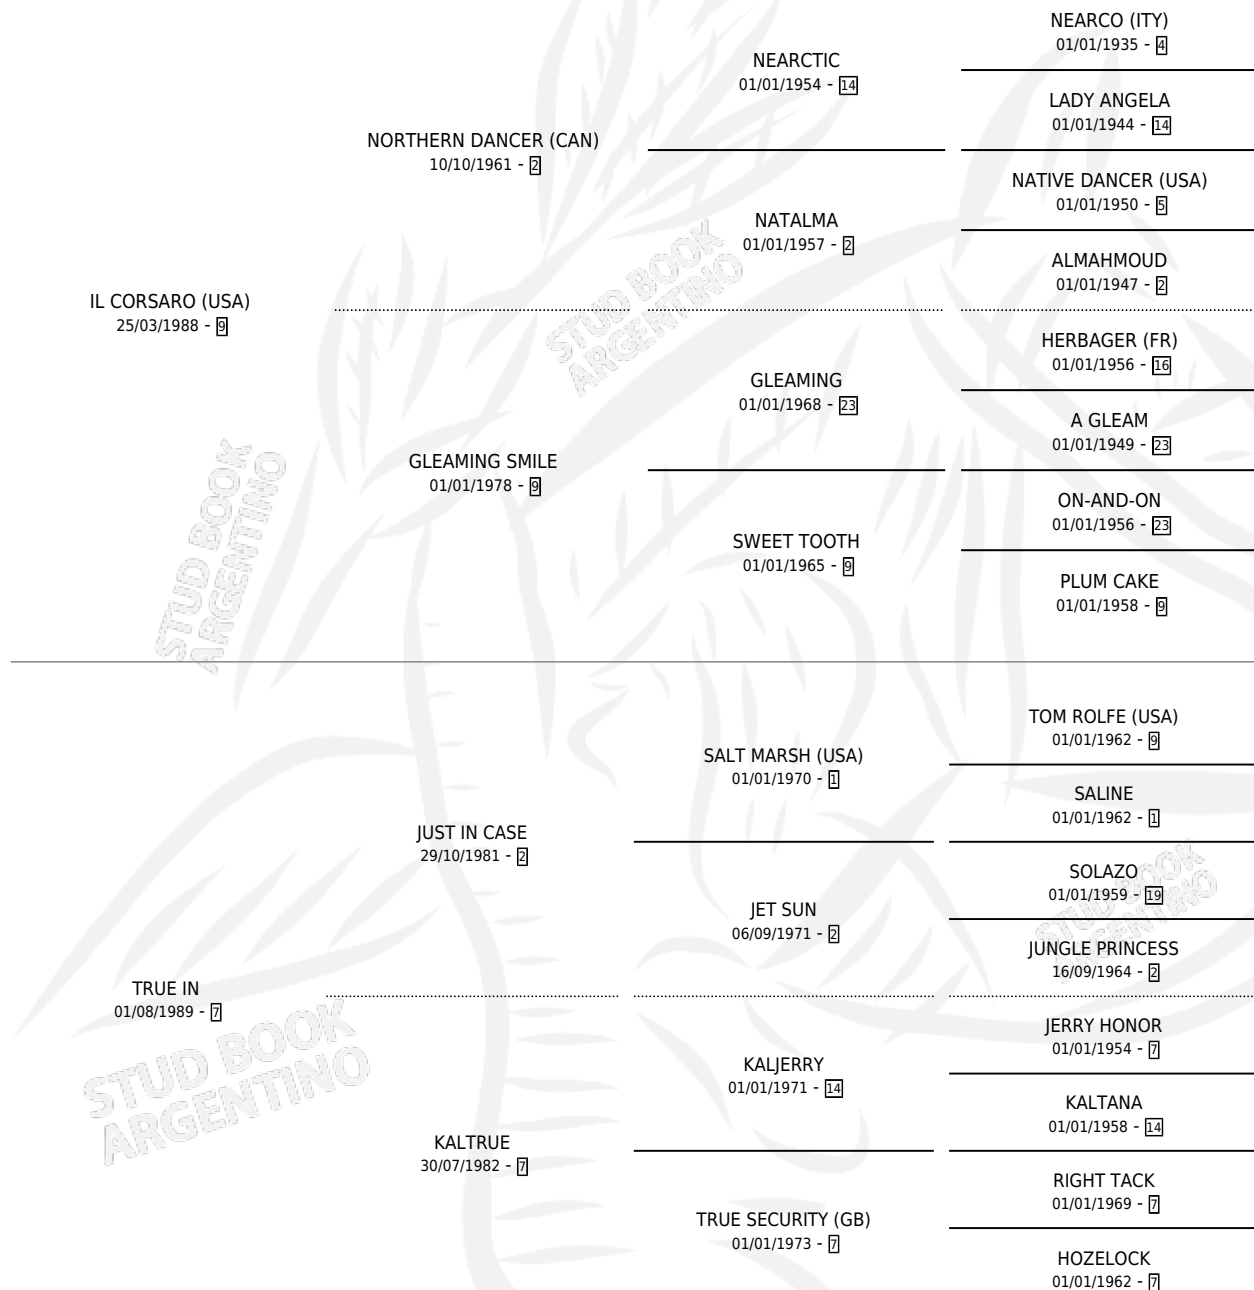 NEARCO (ITY)
01/01/1935 - 4
NEARCTIC
01/01/1954 - 14
LADY ANGELA
01/01/1944 - 14
NORTHERN DANCER (CAN)
10/10/1961 - 2
NATIVE DANCER (USA)
01/01/1950 - 5
NATALMA
01/01/1957 - 2
ALMAHMOUD
01/01/1947 - 2
IL CORSARO (USA)
25/03/1988 - 9
HERBAGER (FR)
01/01/1956 - 16
GLEAMING
01/01/1968 - 23
A GLEAM
01/01/1949 - 23
GLEAMING SMILE
01/01/1978 - 9
ON-AND-ON
01/01/1956 - 23
SWEET TOOTH
01/01/1965 - 9
PLUM CAKE
01/01/1958 - 9
STUD BOOK
ARGENTINO
STUD BOOK
ARGENTINO
TOM ROLFE (USA)
01/01/1962 - 9
SALT MARSH (USA)
01/01/1970 - 1
SALINE
01/01/1962 - 1
JUST IN CASE
29/10/1981 - 2
SOLAZO
01/01/1959 - 19
JET SUN
06/09/1971 - 2
JUNGLE PRINCESS
16/09/1964 - 2
STUD BOOK
ARGENTINO
TRUE IN
01/08/1989 - 7
JERRY HONOR
01/01/1954 - 7
KALJERRY
01/01/1971 - 14
KALTANA
01/01/1958 - 14
KALTRUE
30/07/1982 - 7
RIGHT TACK
01/01/1969 - 7
TRUE SECURITY (GB)
01/01/1973 - 7
HOZELOCK
01/01/1962 - 7
STUD BOOK
ARGENTINO